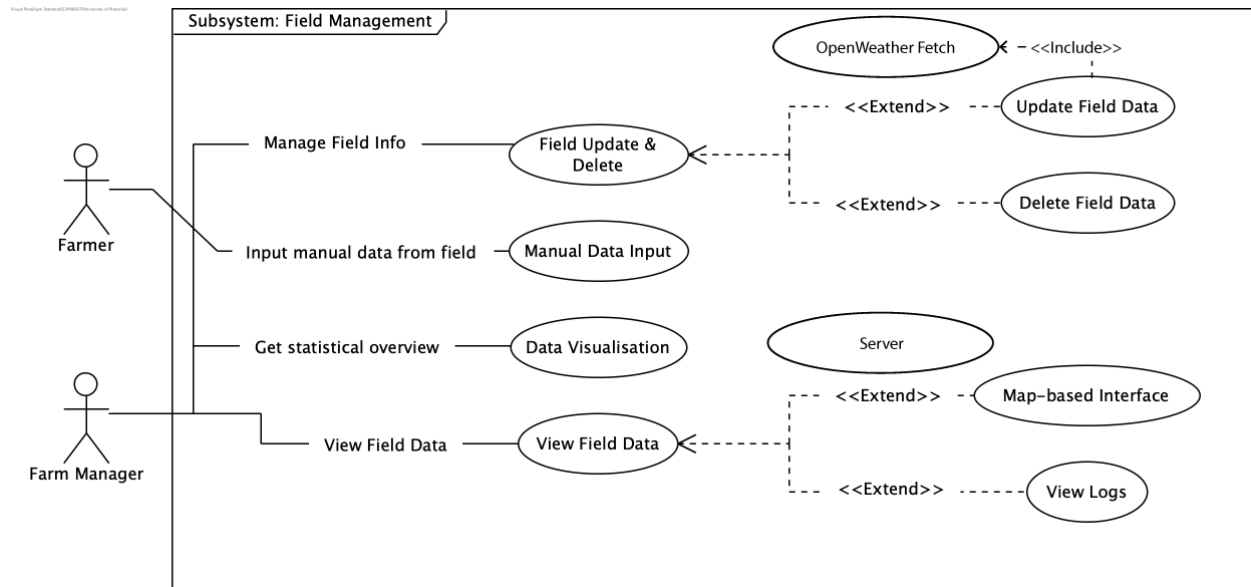 Subsystem: Field Management
OpenWeather Fetch
<<Include>>
<<Extend>>
Update Field Data
Manage Field Info
Field Update &
Delete
<<Extend>>
Delete Field Data
Farmer
Input manual data from field
Manual Data Input
Get statistical overview
Data Visualisation
Server
<<Extend>>
Map-based Interface
Farm Manager
View Field Data
View Field Data
<<Extend>>
View Logs